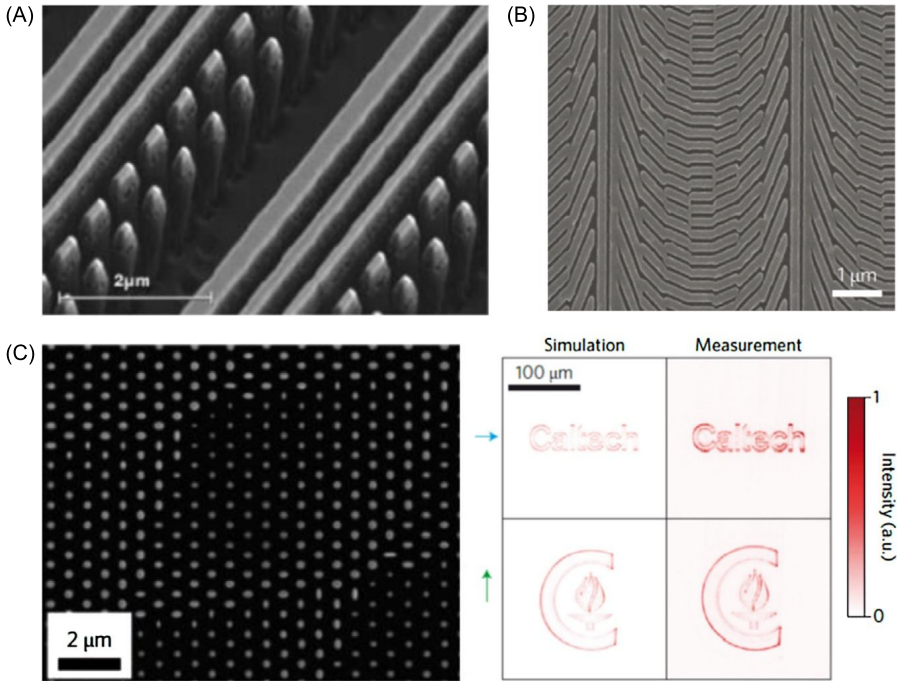 (A)
2μm
(B)
1 μm
(C)
2 μm
Simulation
Measurement
100 μm
Caltech
Caltech
1
Intensity (a.u.)
0